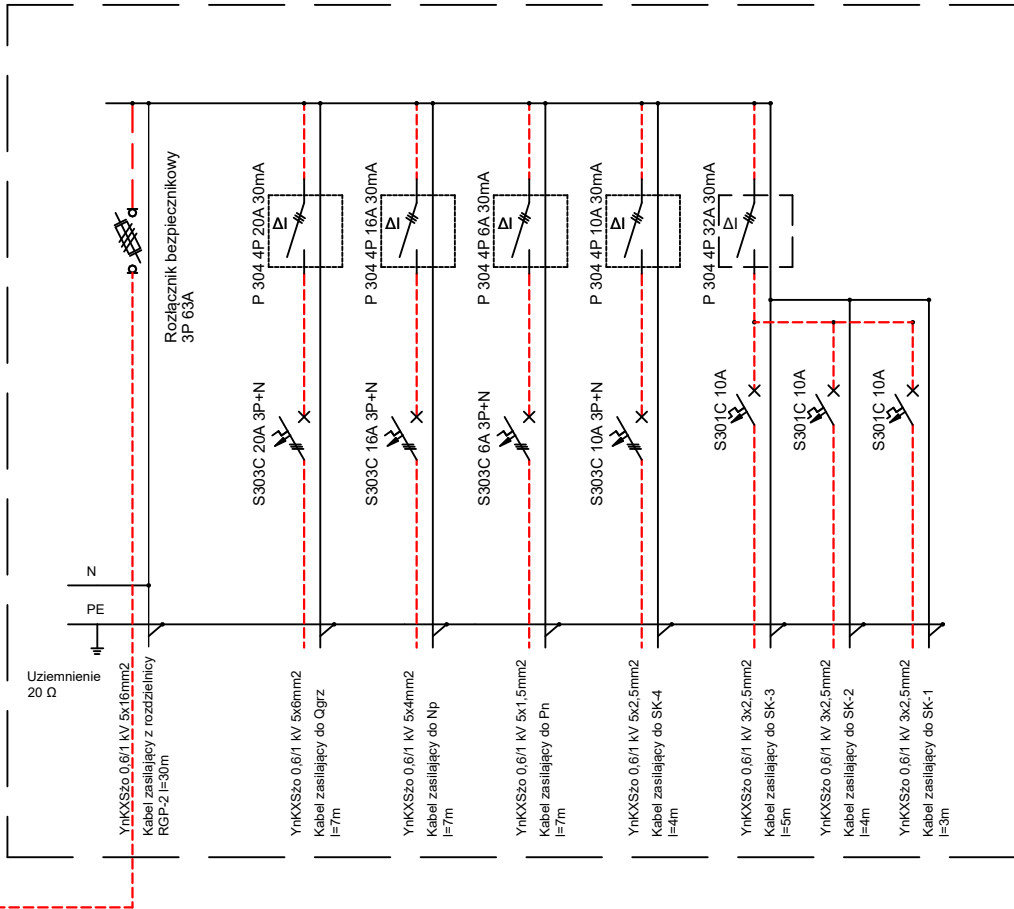 Rozłącznik bezpiecznikowy
3P 63A
P 304 4P 20A 30mA
ΔI
P 304 4P 16A 30mA
ΔI
P 304 4P 6A 30mA
ΔI
P 304 4P 10A 30mA
ΔI
P 304 4P 32A 30mA
ΔI
S303C 20A 3P+N
S303C 16A 3P+N
S303C 6A 3P+N
S303C 10A 3P+N
S301C 10A
S301C 10A
S301C 10A
N
PE
Uziemnienie
20 Ω
YnKXSżo 0,6/1 kV 5x16mm2
Kabel zasilający z rozdzielnicy
RGP-2 l=30m
YnKXSżo 0,6/1 kV 5x6mm2
Kabel zasilający do Qgrz
l=7m
YnKXSżo 0,6/1 kV 5x4mm2
Kabel zasilający do Np
l=7m
YnKXSżo 0,6/1 kV 5x1,5mm2
Kabel zasilający do Pn
l=7m
YnKXSżo 0,6/1 kV 5x2,5mm2
Kabel zasilający do SK-4
l=4m
YnKXSżo 0,6/1 kV 3x2,5mm2
Kabel zasilający do SK-3
l=5m
YnKXSżo 0,6/1 kV 3x2,5mm2
Kabel zasilający do SK-2
l=4m
YnKXSżo 0,6/1 kV 3x2,5mm2
Kabel zasilający do SK-1
l=3m